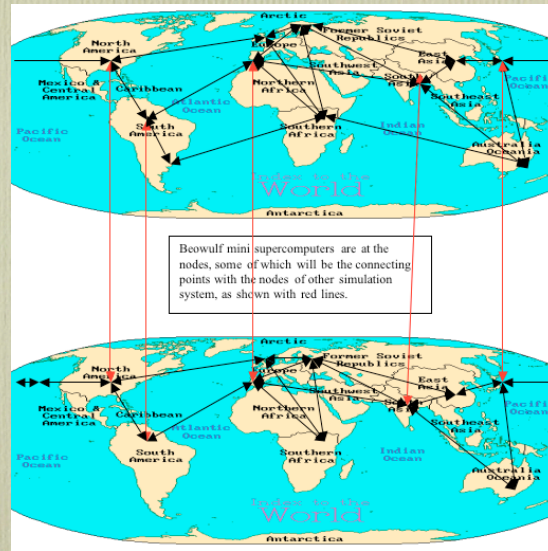 Arctic
North
America
Europe
Former Soviet
Republics
East
Asia
Southwest
Asia
South
Asia
Pacific
Ocean
Mexico &
Central
America
Caribbean
Atlantic
Ocean
Northern
Africa
Southeast
Asia
Pacific
Ocean
South
America
Southern
Africa
Indian
Ocean
Australia
Oceania
Index to the
World
Antarctica
Beowulf mini supercomputers are at the
nodes, some of which will be the connecting
points with the nodes of other simulation
system, as shown with red lines.
Arctic
North
America
Europe
Former Soviet
Republics
East
Asia
Southwest
Asia
South
Asia
Pacific
Ocean
Mexico &
Central
America
Caribbean
Atlantic
Ocean
Northern
Africa
Southeast
Asia
Pacific
Ocean
South
America
Southern
Africa
Indian
Ocean
Australia
Oceania
Index to the
World
Antarctica